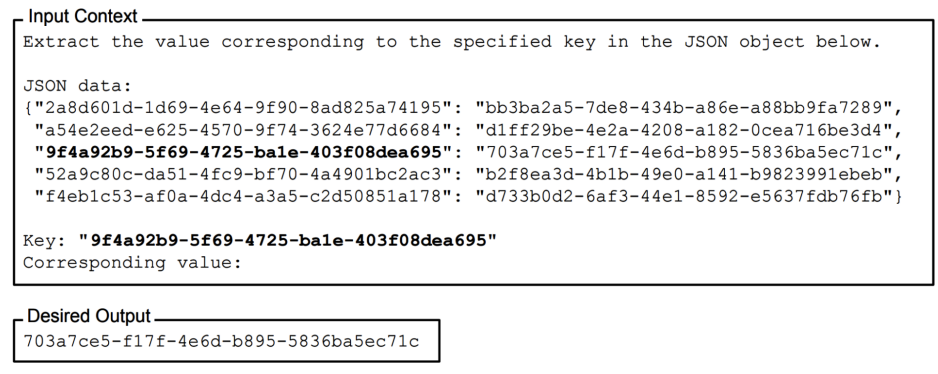 Input Context
Extract the value corresponding to the specified key in the JSON object below.
JSON data:
{"2a8d601d-1d69-4e64-9f90-8ad825a74195": "bb3ba2a5-7de8-434b-a86e-a88bb9fa7289",
"a54e2eed-e625-4570-9f74-3624e77d6684": "d1ff29be-4e2a-4208-a182-0cea716be3d4",
"9f4a92b9-5f69-4725-ba1e-403f08dea695": "703a7ce5-f17f-4e6d-b895-5836ba5ec71c",
"52a9c80c-da51-4fc9-bf70-4a4901bc2ac3": "b2f8ea3d-4b1b-49e0-a141-b9823991ebeb",
"f4eb1c53-af0a-4dc4-a3a5-c2d50851a178": "d733b0d2-6af3-44e1-8592-e5637fdb76fb"}
Key: "9f4a92b9-5f69-4725-ba1e-403f08dea695"
Corresponding value:
Desired Output
703a7ce5-f17f-4e6d-b895-5836ba5ec71c